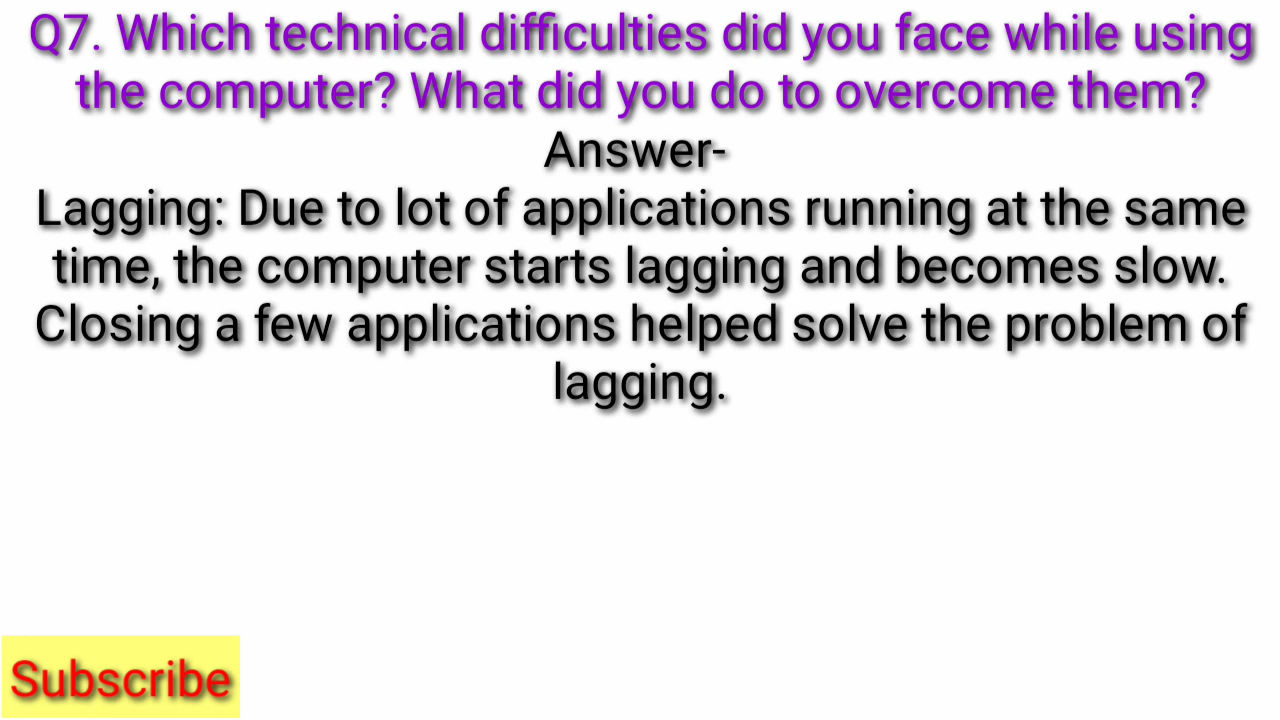 Q7. Which technical difficulties did you face while using
the computer? What did you do to overcome them?
Answer-
Lagging: Due to lot of applications running at the same
time, the computer starts lagging and becomes slow.
Closing a few applications helped solve the problem of
lagging.
Subscribe